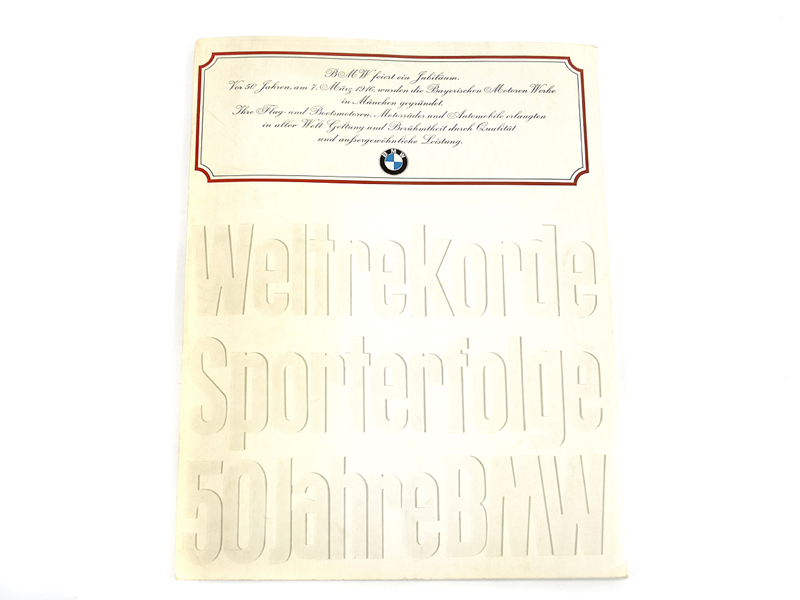 BMW feiert ein Jubiläum.
Vor 50 Jahren, am 7. März 1916, wurden die Bayerischen Motoren Werke
in München gegründet.
Ihre Flug- und Bootsmotoren, Motorräder und Automobile erlangten
in aller Welt Geltung und Berühmtheit durch Qualität
und außergewöhnliche Leistung.
BMW
Weltrekorde
Sporterfolge
50 Jahre BMW